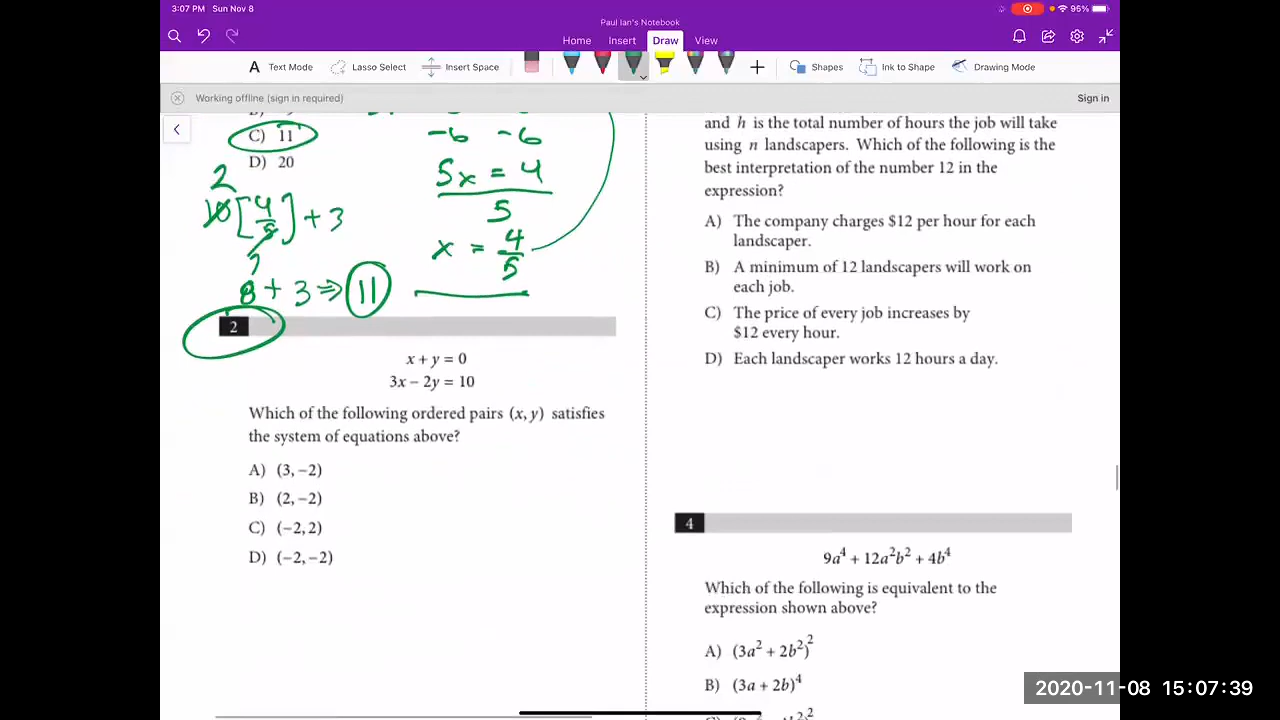 3:07 PM Sun Nov 8
95%
Paul Ian's Notebook
Home Insert Draw View
Text Mode Lasso Select Insert Space Shapes Ink to Shape Drawing Mode
Working offline (sign in required) Sign in
C) 11
D) 20
-6 -6
5x = 4
5
x = 4/5
2
10[4/5] + 3
1
8 + 3 ⇒ 11
2
x + y = 0
3x − 2y = 10
Which of the following ordered pairs (x, y) satisfies
the system of equations above?
A) (3, −2)
B) (2, −2)
C) (−2, 2)
D) (−2, −2)
and h is the total number of hours the job will take
using n landscapers. Which of the following is the
best interpretation of the number 12 in the
expression?
A) The company charges $12 per hour for each
landscaper.
B) A minimum of 12 landscapers will work on
each job.
C) The price of every job increases by
$12 every hour.
D) Each landscaper works 12 hours a day.
4
9a⁴ + 12a²b² + 4b⁴
Which of the following is equivalent to the
expression shown above?
A) (3a² + 2b²)²
B) (3a + 2b)⁴
2020-11-08 15:07:39